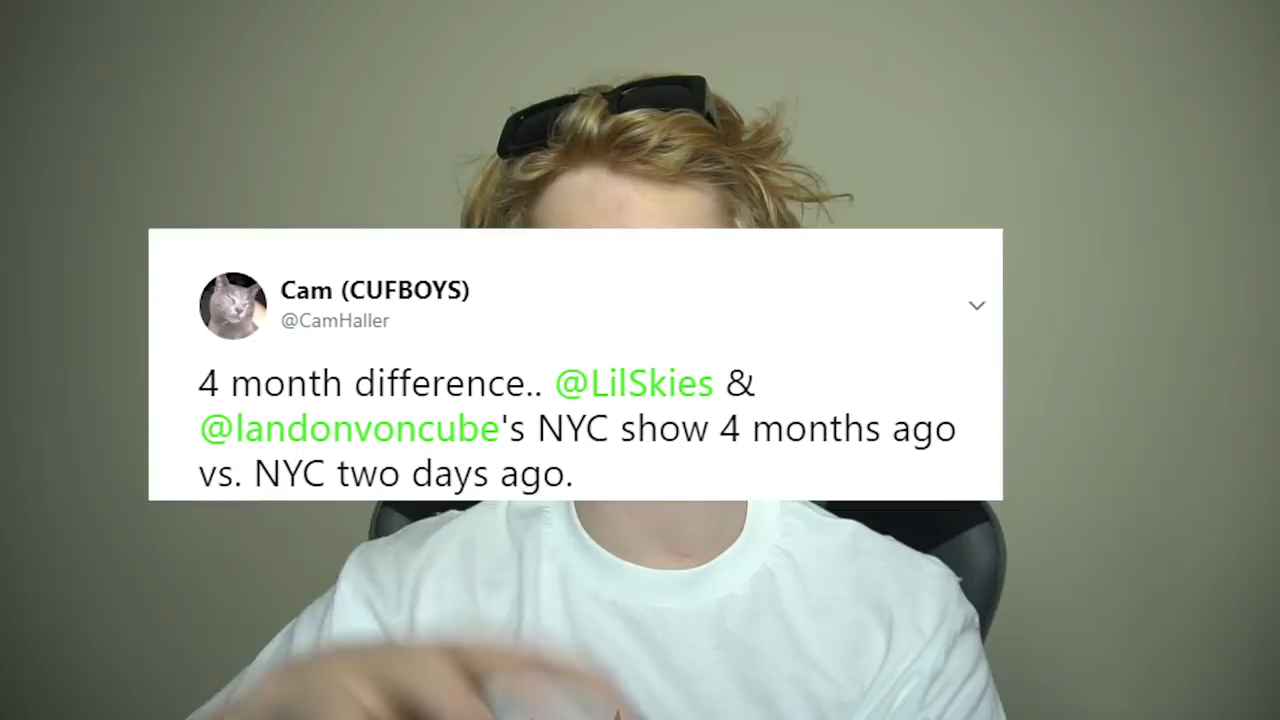 Cam (CUFBOYS)
@CamHaller
4 month difference.. @LilSkies &
@landonvoncube's NYC show 4 months ago
vs. NYC two days ago.